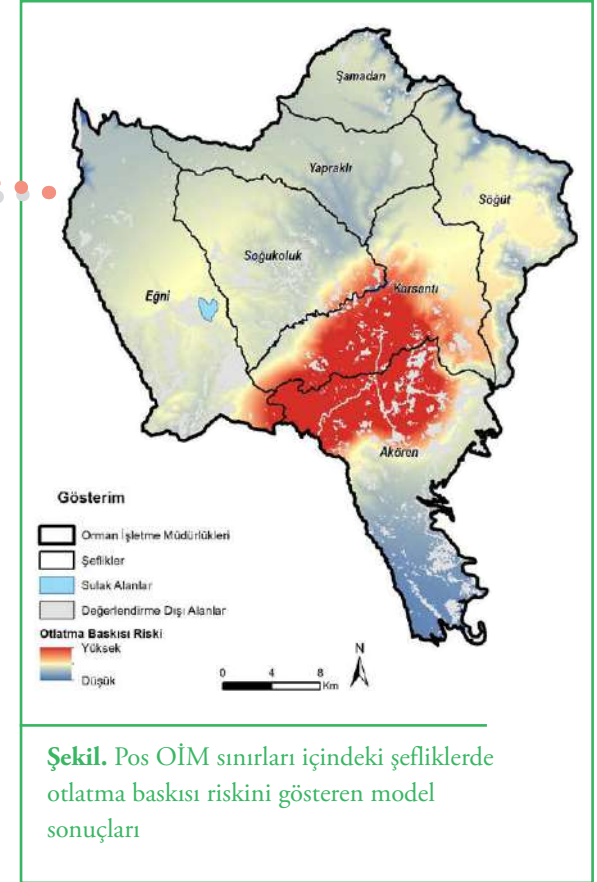 Şamadan
Yapraklı
Söğüt
Soğukoluk
Karsantı
Eğni
Akören
Gösterim
Orman İşletme Müdürlükleri
Şeflikler
Sulak Alanlar
Değerlendirme Dışı Alanlar
Otlatma Baskısı Riski
Yüksek
Düşük
N
0 4 8
Km
Şekil. Pos OİM sınırları içindeki şefliklerde
otlatma baskısı riskini gösteren model
sonuçları